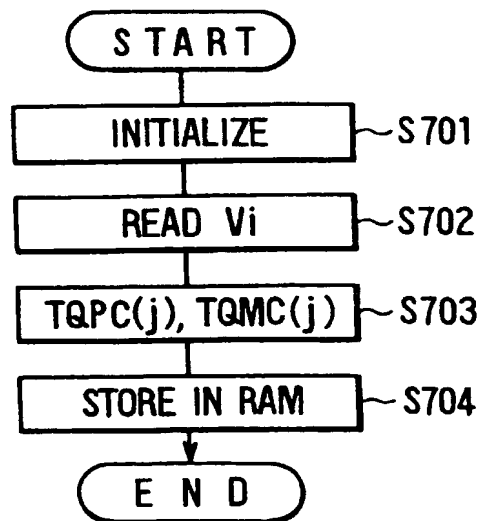 START
INITIALIZE ~S701
READ Vi ~S702
TQPC(j), TQMC(j) ~S703
STORE IN RAM ~S704
END